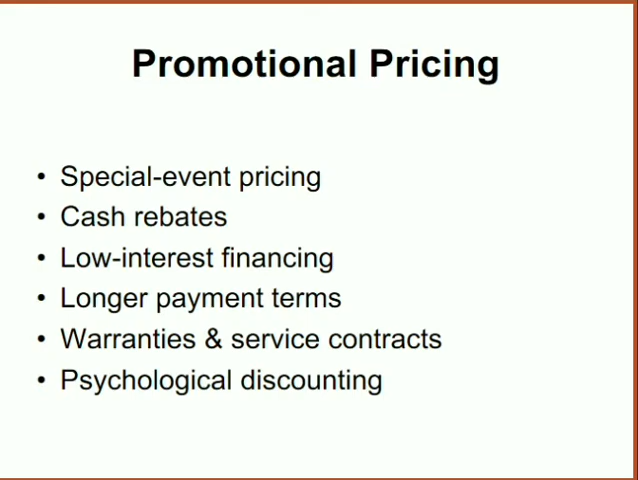 Promotional Pricing
• Special-event pricing
• Cash rebates
• Low-interest financing
• Longer payment terms
• Warranties & service contracts
• Psychological discounting